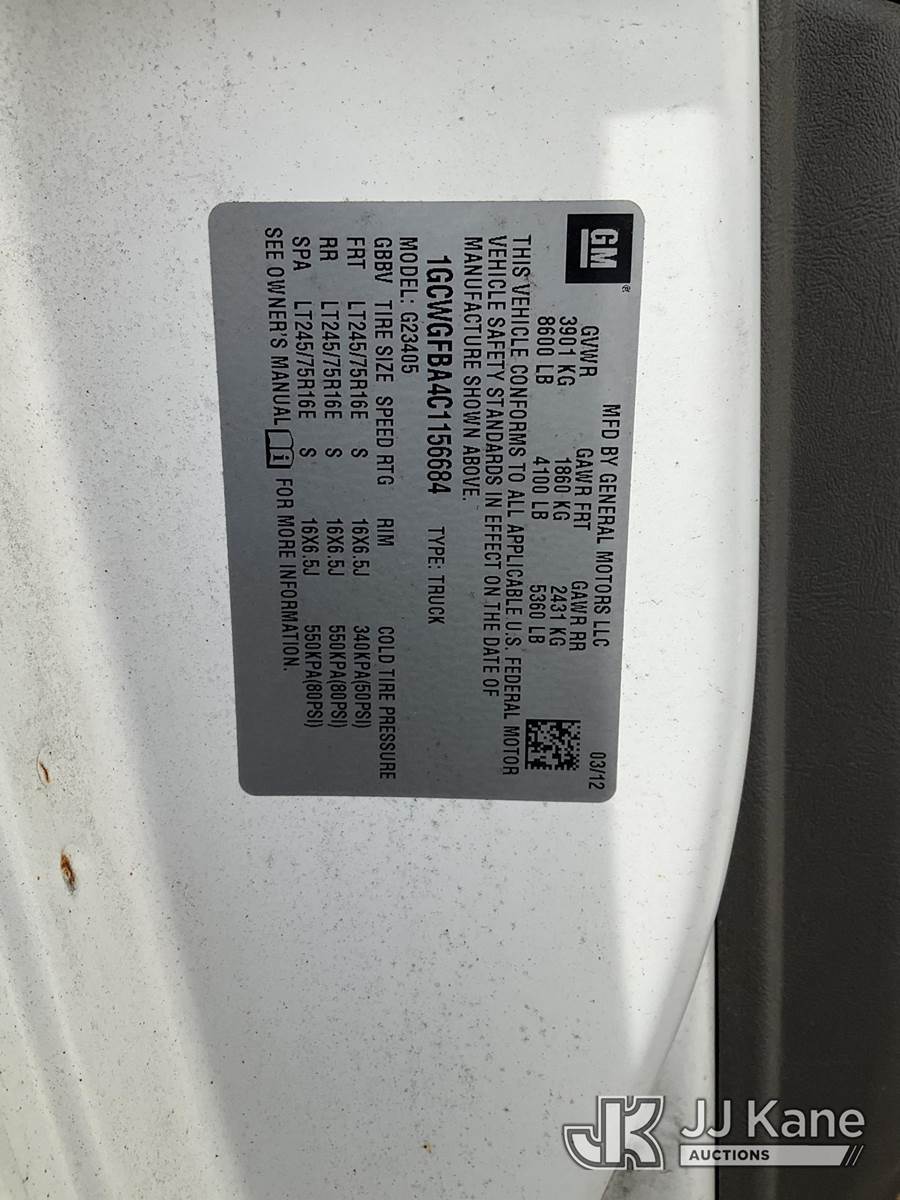 GM®
MFD BY GENERAL MOTORS LLC 03/12
GVWR GAWR FRT GAWR RR
3901 KG 1860 KG 2431 KG
8600 LB 4100 LB 5360 LB
THIS VEHICLE CONFORMS TO ALL APPLICABLE U.S. FEDERAL MOTOR
VEHICLE SAFETY STANDARDS IN EFFECT ON THE DATE OF
MANUFACTURE SHOWN ABOVE.
1GCWGFBA4C1156684 TYPE: TRUCK
MODEL: G23405
GBBV TIRE SIZE SPEED RTG RIM COLD TIRE PRESSURE
FRT LT245/75R16E S 16X6.5J 340KPA(50PSI)
RR LT245/75R16E S 16X6.5J 550KPA(80PSI)
SPA LT245/75R16E S 16X6.5J 550KPA(80PSI)
SEE OWNER'S MANUAL i FOR MORE INFORMATION.
JK JJ Kane
AUCTIONS